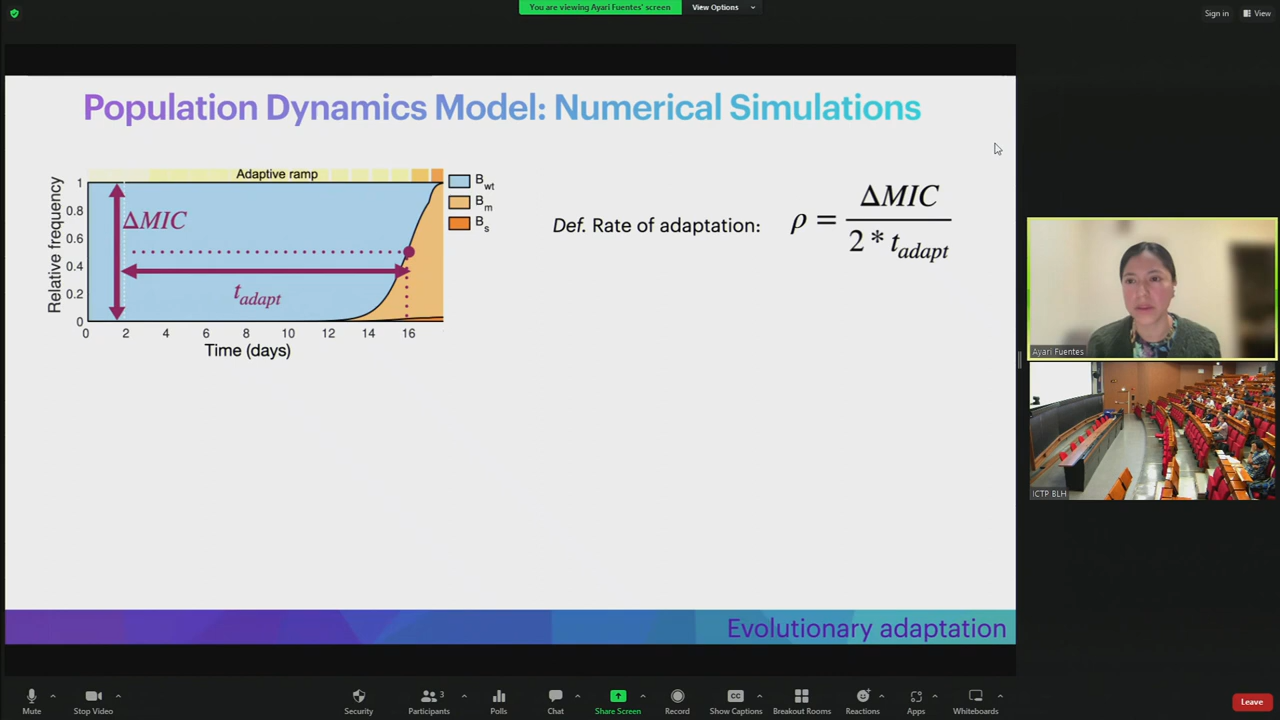 You are viewing Ayari Fuentes' screen
View Options
Sign in
View
Population Dynamics Model: Numerical Simulations
Adaptive ramp
Relative frequency
1
0.8
0.6
0.4
0.2
0
ΔMIC
t_adapt
0 2 4 6 8 10 12 14 16
Time (days)
B_wt
B_m
B_s
Def. Rate of adaptation: ρ = ΔMIC / 2 * t_adapt
Ayari Fuentes
ICTP BLH
Evolutionary adaptation
Mute
Stop Video
Security
Participants
3
Polls
Chat
Share Screen
Record
Show Captions
Breakout Rooms
Reactions
Apps
Whiteboards
Leave